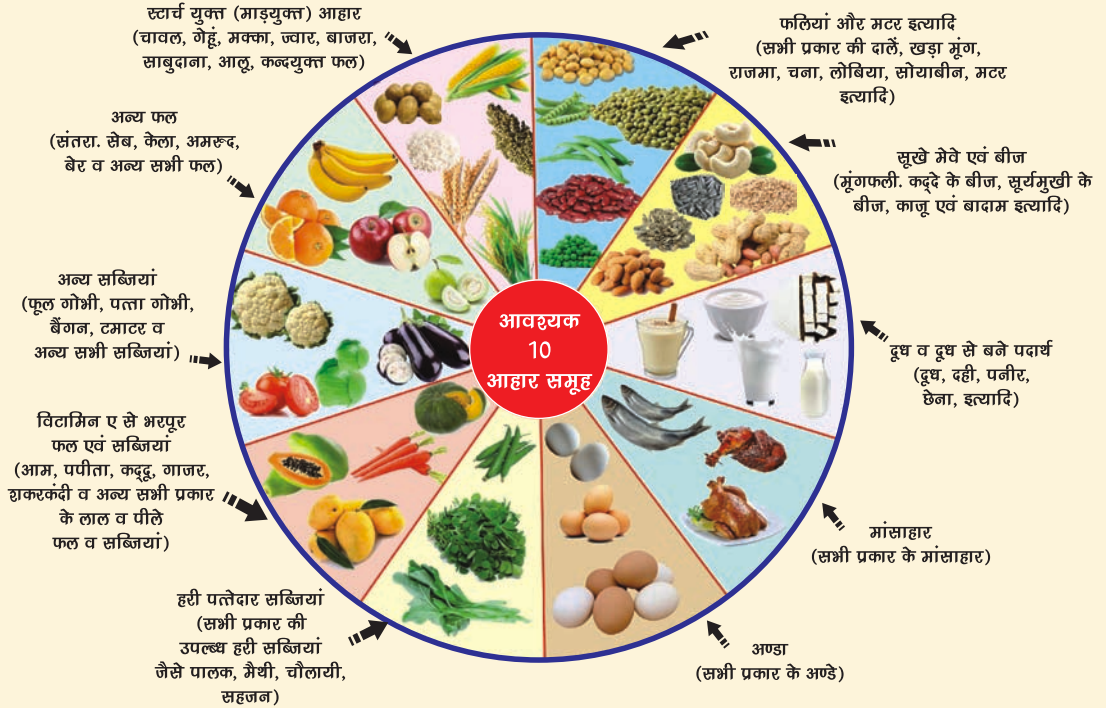 स्टार्च युक्त (माड़युक्त) आहार
(चावल, गेहूं, मक्का, ज्वार, बाजरा,
साबुदाना, आलू, कन्दयुक्त फल)
फलियां और मटर इत्यादि
(सभी प्रकार की दालें, खड़ा मूंग,
राजमा, चना, लोबिया, सोयाबीन, मटर
इत्यादि)
अन्य फल
(संतरा. सेब, केला, अमरूद,
बेर व अन्य सभी फल)
सूखे मेवे एवं बीज
(मूंगफली. कद्दे के बीज, सूर्यमुखी के
बीज, काजू एवं बादाम इत्यादि)
अन्य सब्जियां
(फूल गोभी, पत्ता गोभी,
बैंगन, टमाटर व
अन्य सभी सब्जियां)
आवश्यक
10
आहार समूह
दूध व दूध से बने पदार्थ
(दूध, दही, पनीर,
छेना, इत्यादि)
विटामिन ए से भरपूर
फल एवं सब्जियां
(आम, पपीता, कद्दू, गाजर,
शकरकंदी व अन्य सभी प्रकार
के लाल व पीले
फल व सब्जियां)
मांसाहार
(सभी प्रकार के मांसाहार)
हरी पत्तेदार सब्जियां
(सभी प्रकार की
उपल्ब्ध हरी सब्जियां
जैसे पालक, मैथी, चौलायी,
सहजन)
अण्डा
(सभी प्रकार के अण्डे)